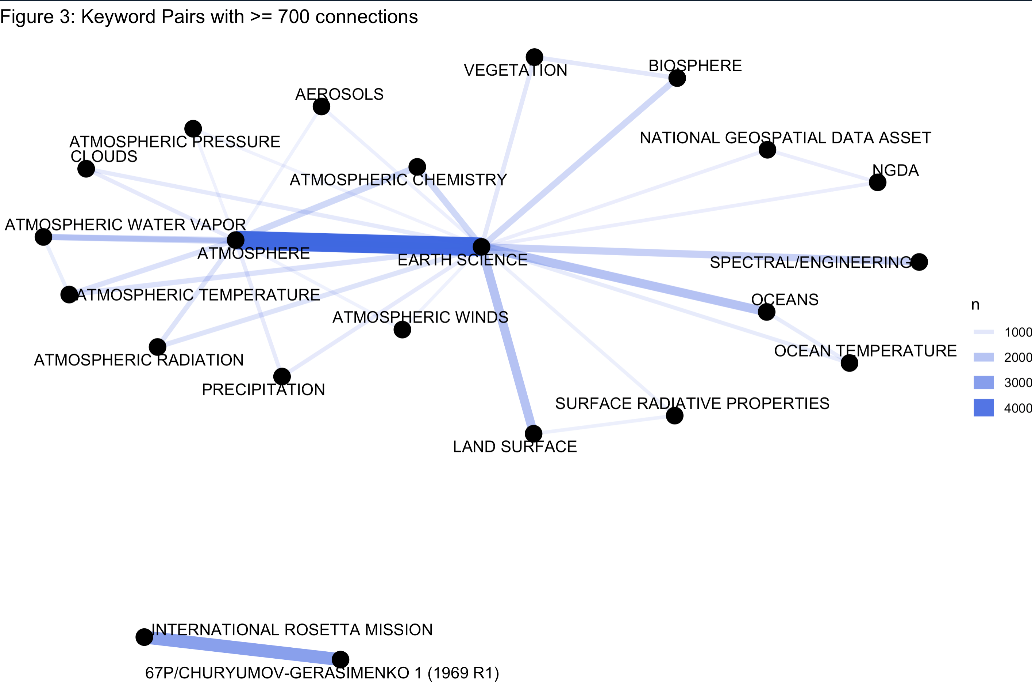 Figure 3: Keyword Pairs with >= 700 connections
VEGETATION
BIOSPHERE
AEROSOLS
ATMOSPHERIC PRESSURE
CLOUDS
NATIONAL GEOSPATIAL DATA ASSET
NGDA
ATMOSPHERIC CHEMISTRY
ATMOSPHERIC WATER VAPOR
ATMOSPHERE
EARTH SCIENCE
SPECTRAL/ENGINEERING
ATMOSPHERIC TEMPERATURE
OCEANS
ATMOSPHERIC WINDS
OCEAN TEMPERATURE
ATMOSPHERIC RADIATION
PRECIPITATION
SURFACE RADIATIVE PROPERTIES
LAND SURFACE
n
1000
2000
3000
4000
INTERNATIONAL ROSETTA MISSION
67P/CHURYUMOV-GERASIMENKO 1 (1969 R1)